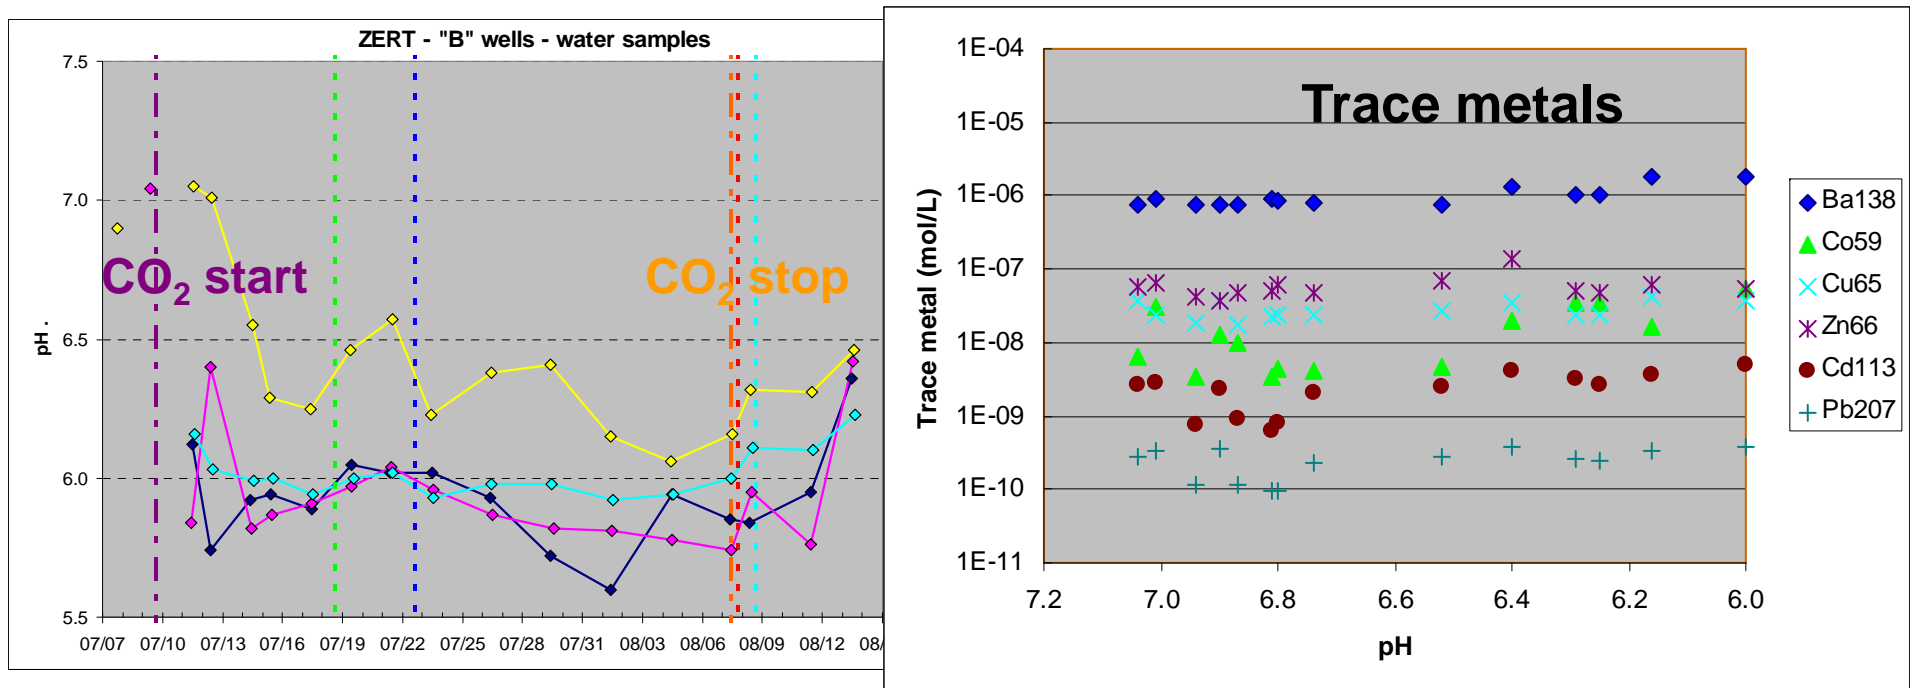 ZERT - "B" wells - water samples
7.5
7.0
6.5
6.0
5.5
pH .
CO2 start
CO2 stop
07/07 07/10 07/13 07/16 07/19 07/22 07/25 07/28 07/31 08/03 08/06 08/09 08/12 08/
Trace metals
1E-04
1E-05
1E-06
1E-07
1E-08
1E-09
1E-10
1E-11
Trace metal (mol/L)
7.2 7.0 6.8 6.6 6.4 6.2 6.0
pH
Ba138
Co59
Cu65
Zn66
Cd113
Pb207